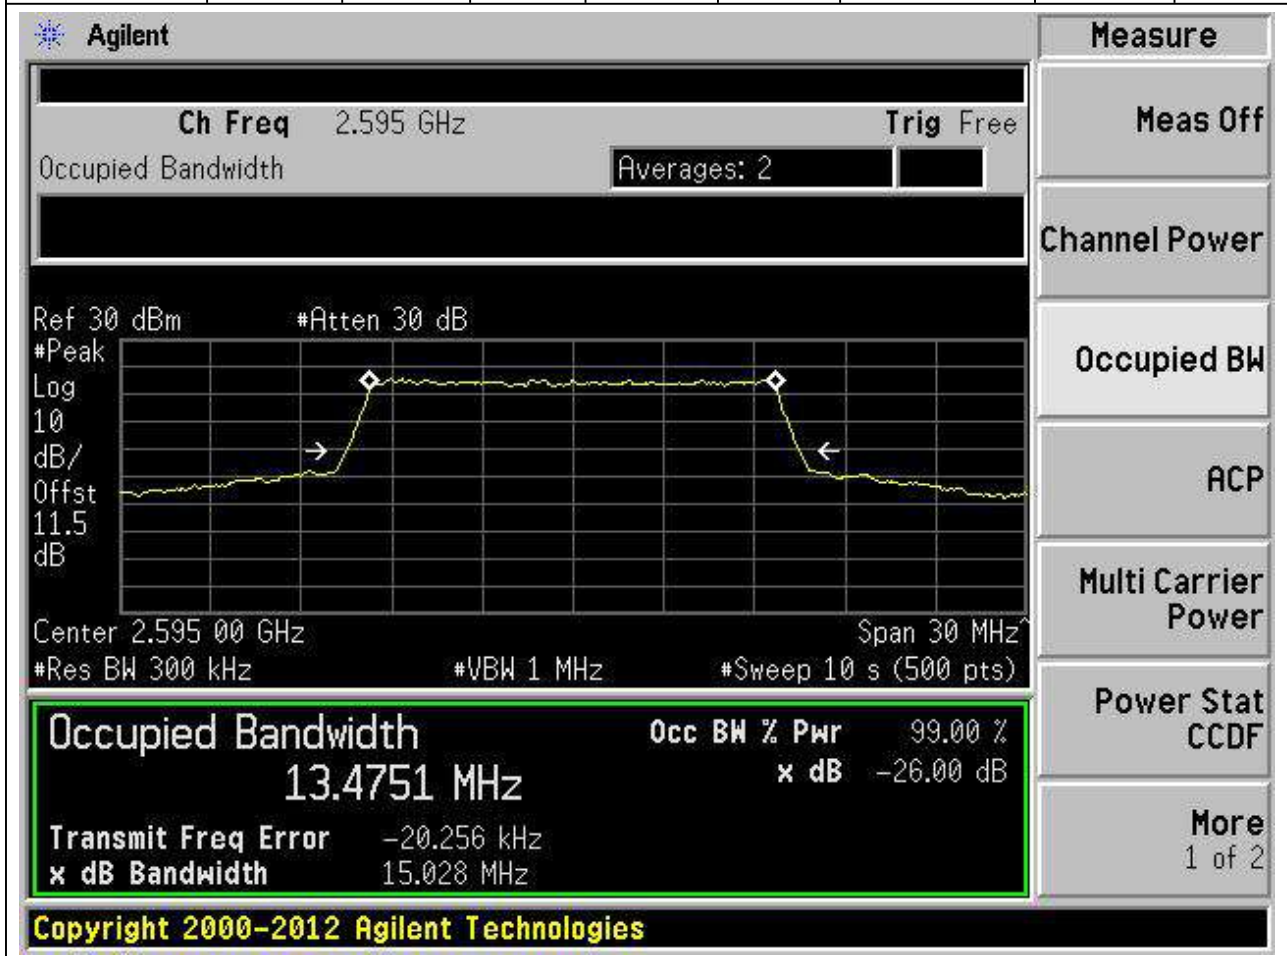 Agilent
Measure
Ch Freq 2.595 GHz Trig Free
Occupied Bandwidth Averages: 2
Ref 30 dBm #Atten 30 dB
#Peak
Log
10
dB/
Offst
11.5
dB
Center 2.595 00 GHz Span 30 MHz^
#Res BW 300 kHz #VBW 1 MHz #Sweep 10 s (500 pts)
Occupied Bandwidth Occ BW % Pwr 99.00 %
13.4751 MHz x dB -26.00 dB
Transmit Freq Error -20.256 kHz
x dB Bandwidth 15.028 MHz
Meas Off
Channel Power
Occupied BW
ACP
Multi Carrier
Power
Power Stat
CCDF
More
1 of 2
Copyright 2000-2012 Agilent Technologies